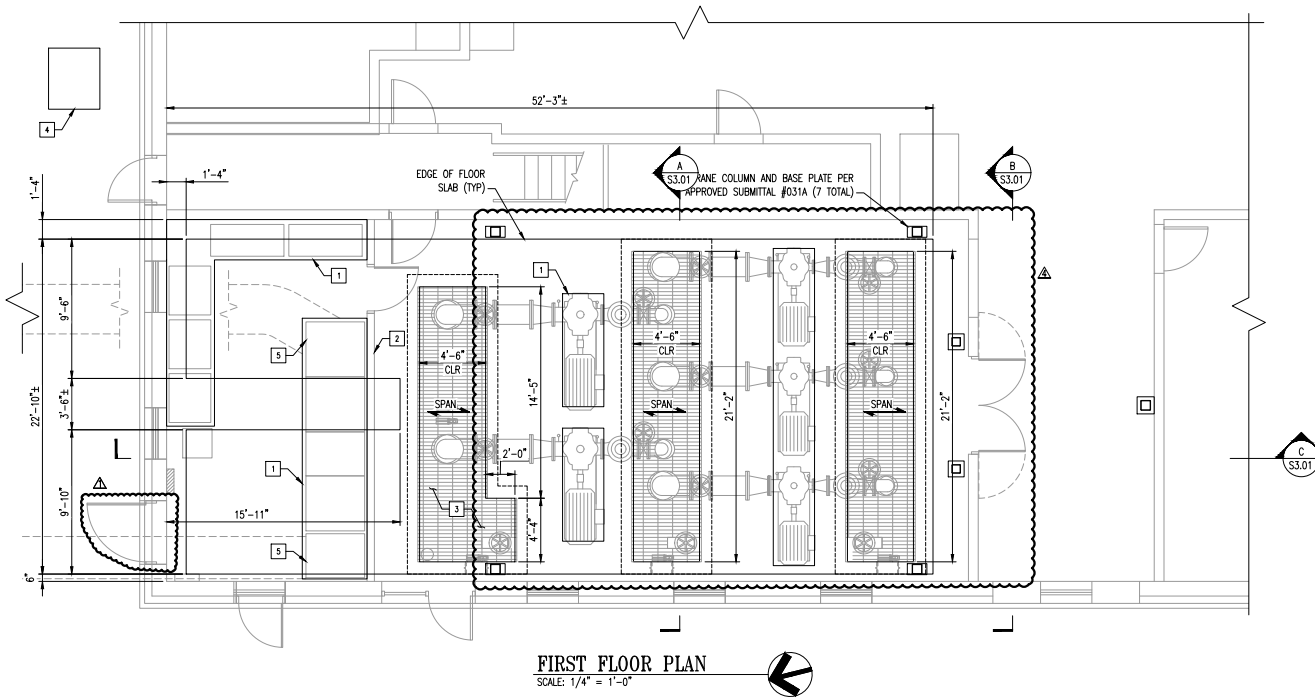 52'-3"±
4
1'-4"
1'-4"
EDGE OF FLOOR
SLAB (TYP)
A
S3.01
RANE COLUMN AND BASE PLATE PER
APPROVED SUBMITTAL #031A (7 TOTAL)
B
S3.01
1
1
9'-6"
5
2
4'-6"
CLR
4'-6"
CLR
4'-6"
CLR
22'-10"±
3'-6"±
SPAN
14'-5"
SPAN
21'-2"
SPAN
21'-2"
2'-0"
C
S3.01
1
9'-10"
15'-11"
3
4'-4"
5
6"
FIRST FLOOR PLAN
SCALE: 1/4" = 1'-0"